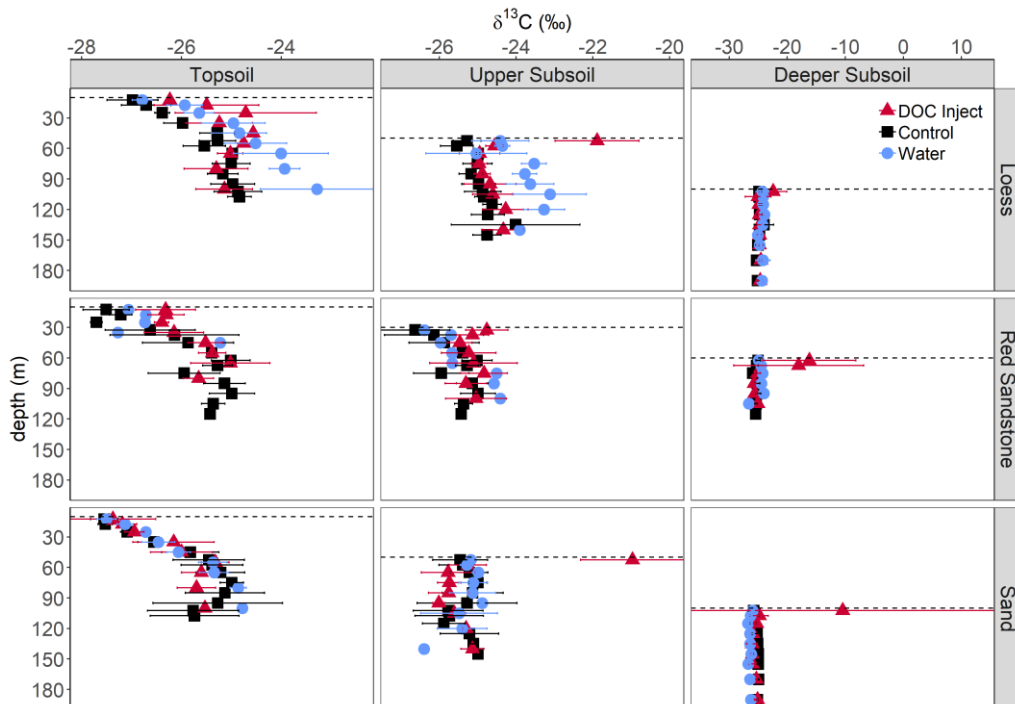 δ13C (‰)
-28 -26 -24 -26 -24 -22 -20 -30 -20 -10 0 10
Topsoil Upper Subsoil Deeper Subsoil
30
60
90
120
150
180
DOC Inject
Control
Water
Loess
30
60
90
120
150
180
Red Sandstone
depth (m)
30
60
90
120
150
180
Sand